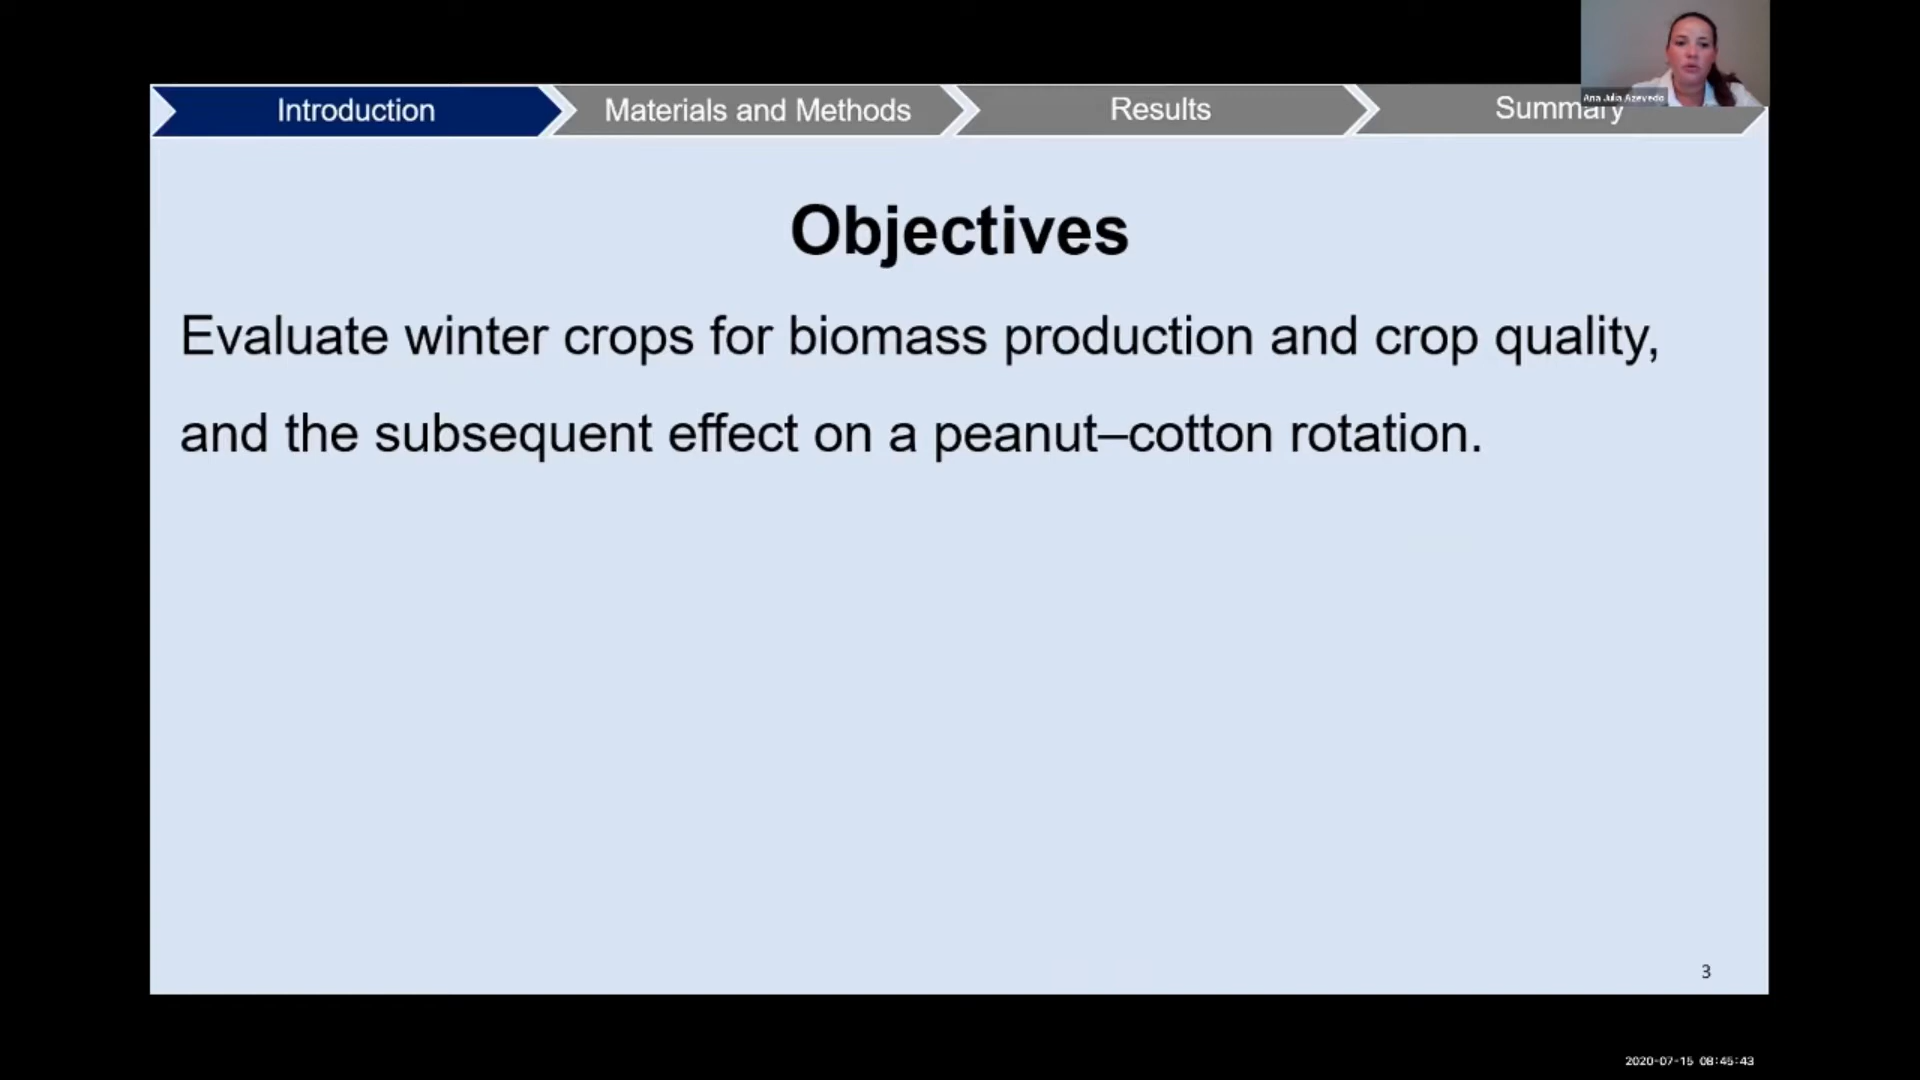 Introduction
Materials and Methods
Results
Summary
Ana Julia Azevedo
Objectives
Evaluate winter crops for biomass production and crop quality,
and the subsequent effect on a peanut–cotton rotation.
3
2020-07-15 08:45:43